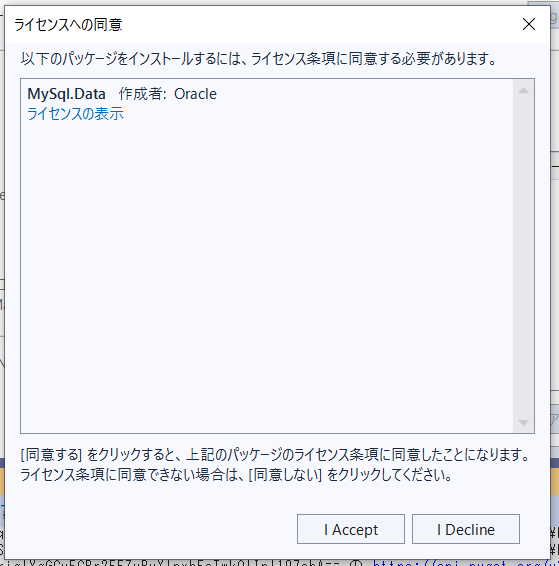 ライセンスへの同意
以下のパッケージをインストールするには、ライセンス条項に同意する必要があります。
MySql.Data 作成者: Oracle
ライセンスの表示
[同意する] をクリックすると、上記のパッケージのライセンス条項に同意したことになります。
ライセンス条項に同意できない場合は、[同意しない] をクリックしてください。
I Accept
I Decline